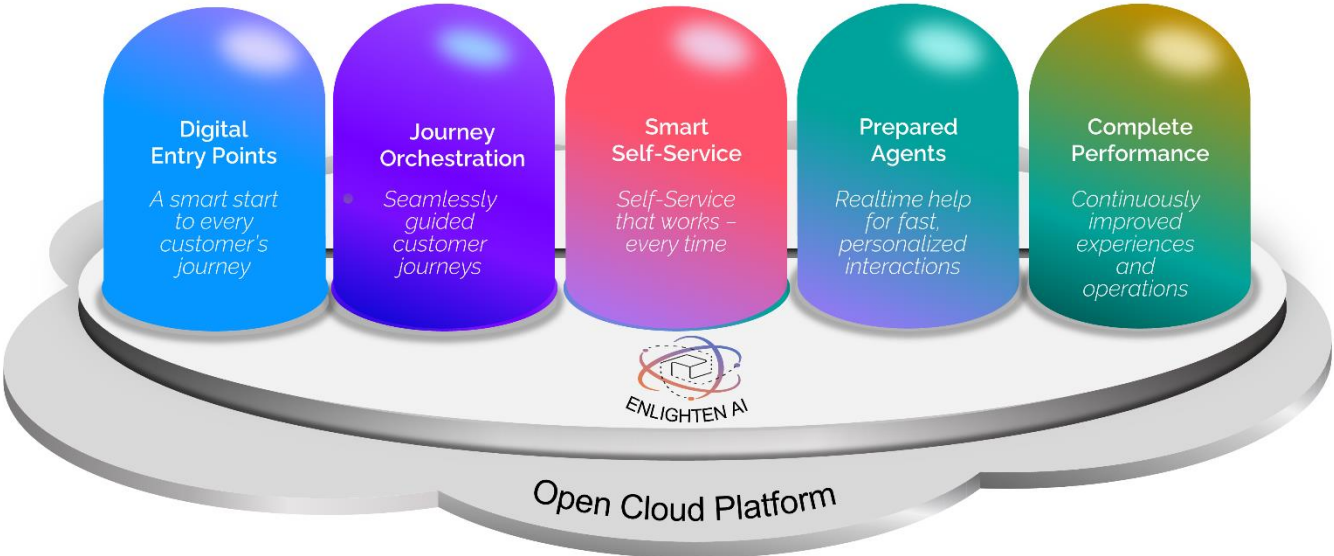 Digital
Entry Points
A smart start
to every
customer's
journey
Journey
Orchestration
Seamlessly
guided
customer
journeys
Smart
Self-Service
Self-Service
that works –
every time
Prepared
Agents
Realtime help
for fast,
personalized
interactions
Complete
Performance
Continuously
improved
experiences
and
operations
ENLIGHTEN AI
Open Cloud Platform